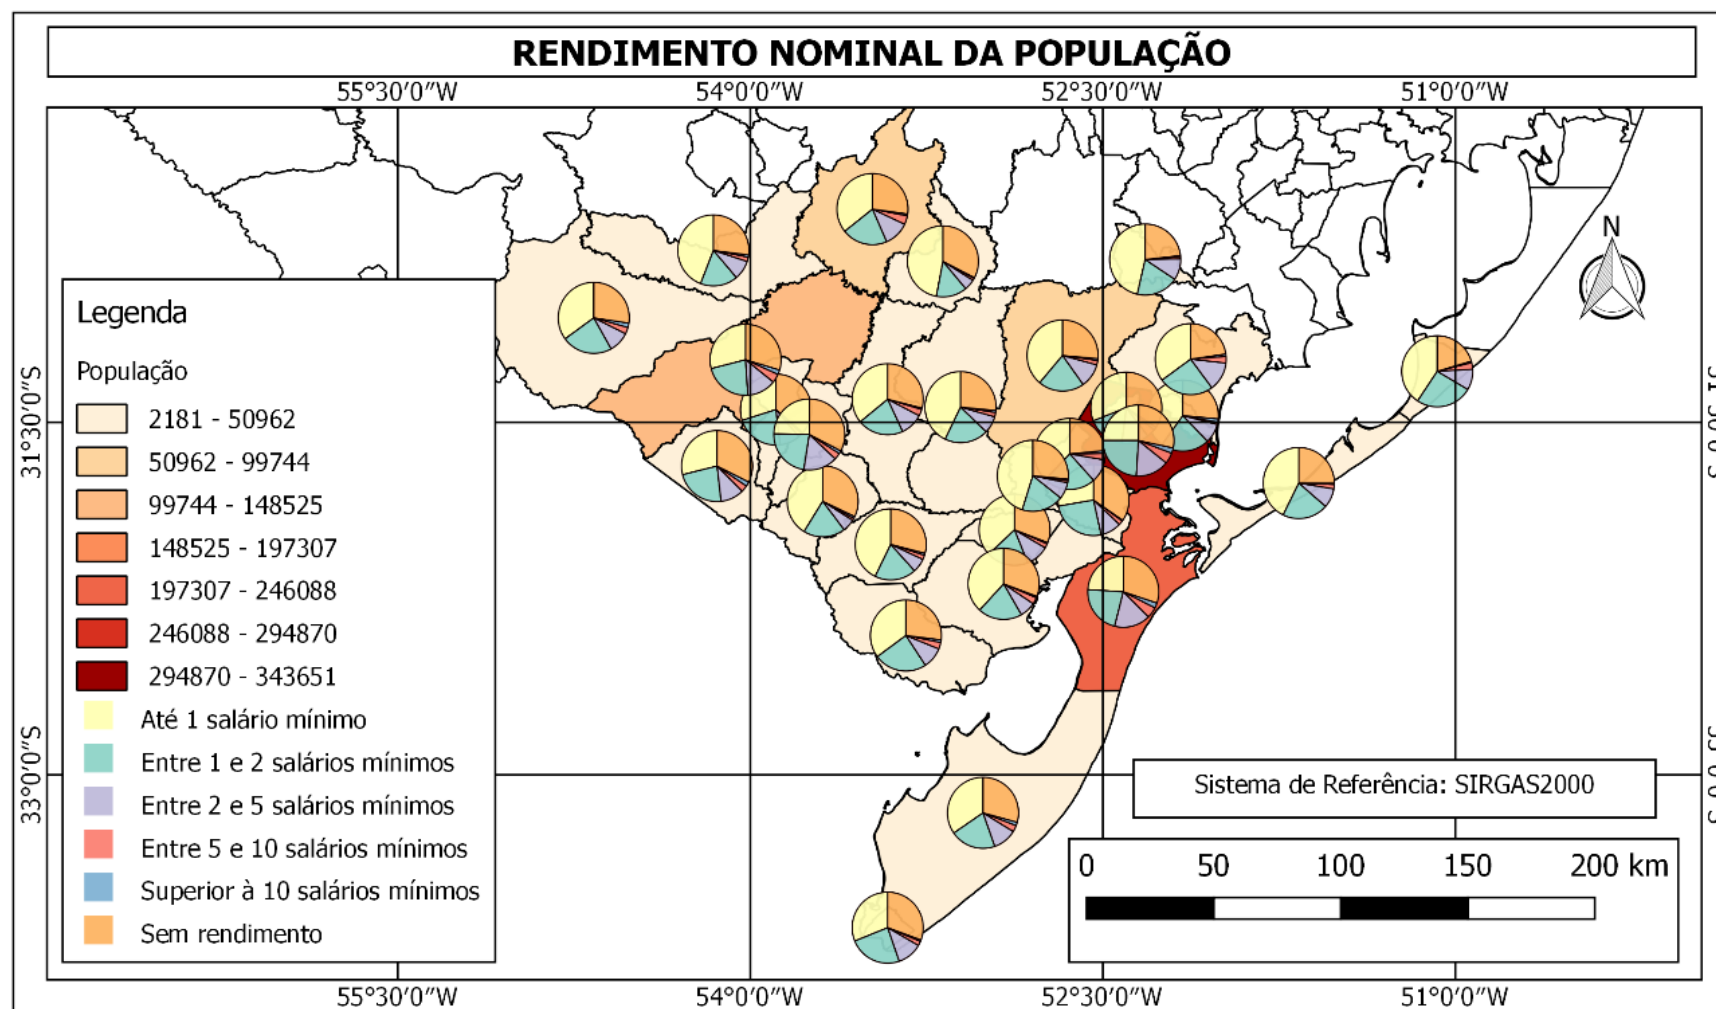 RENDIMENTO NOMINAL DA POPULAÇÃO
55°30′0″W 54°0′0″W 52°30′0″W 51°0′0″W
N
Legenda
População
2181 - 50962
50962 - 99744
99744 - 148525
148525 - 197307
197307 - 246088
246088 - 294870
294870 - 343651
Até 1 salário mínimo
Entre 1 e 2 salários mínimos
Entre 2 e 5 salários mínimos
Entre 5 e 10 salários mínimos
Superior à 10 salários mínimos
Sem rendimento
31°30′0″S
33°0′0″S
Sistema de Referência: SIRGAS2000
0 50 100 150 200 km
55°30′0″W 54°0′0″W 52°30′0″W 51°0′0″W